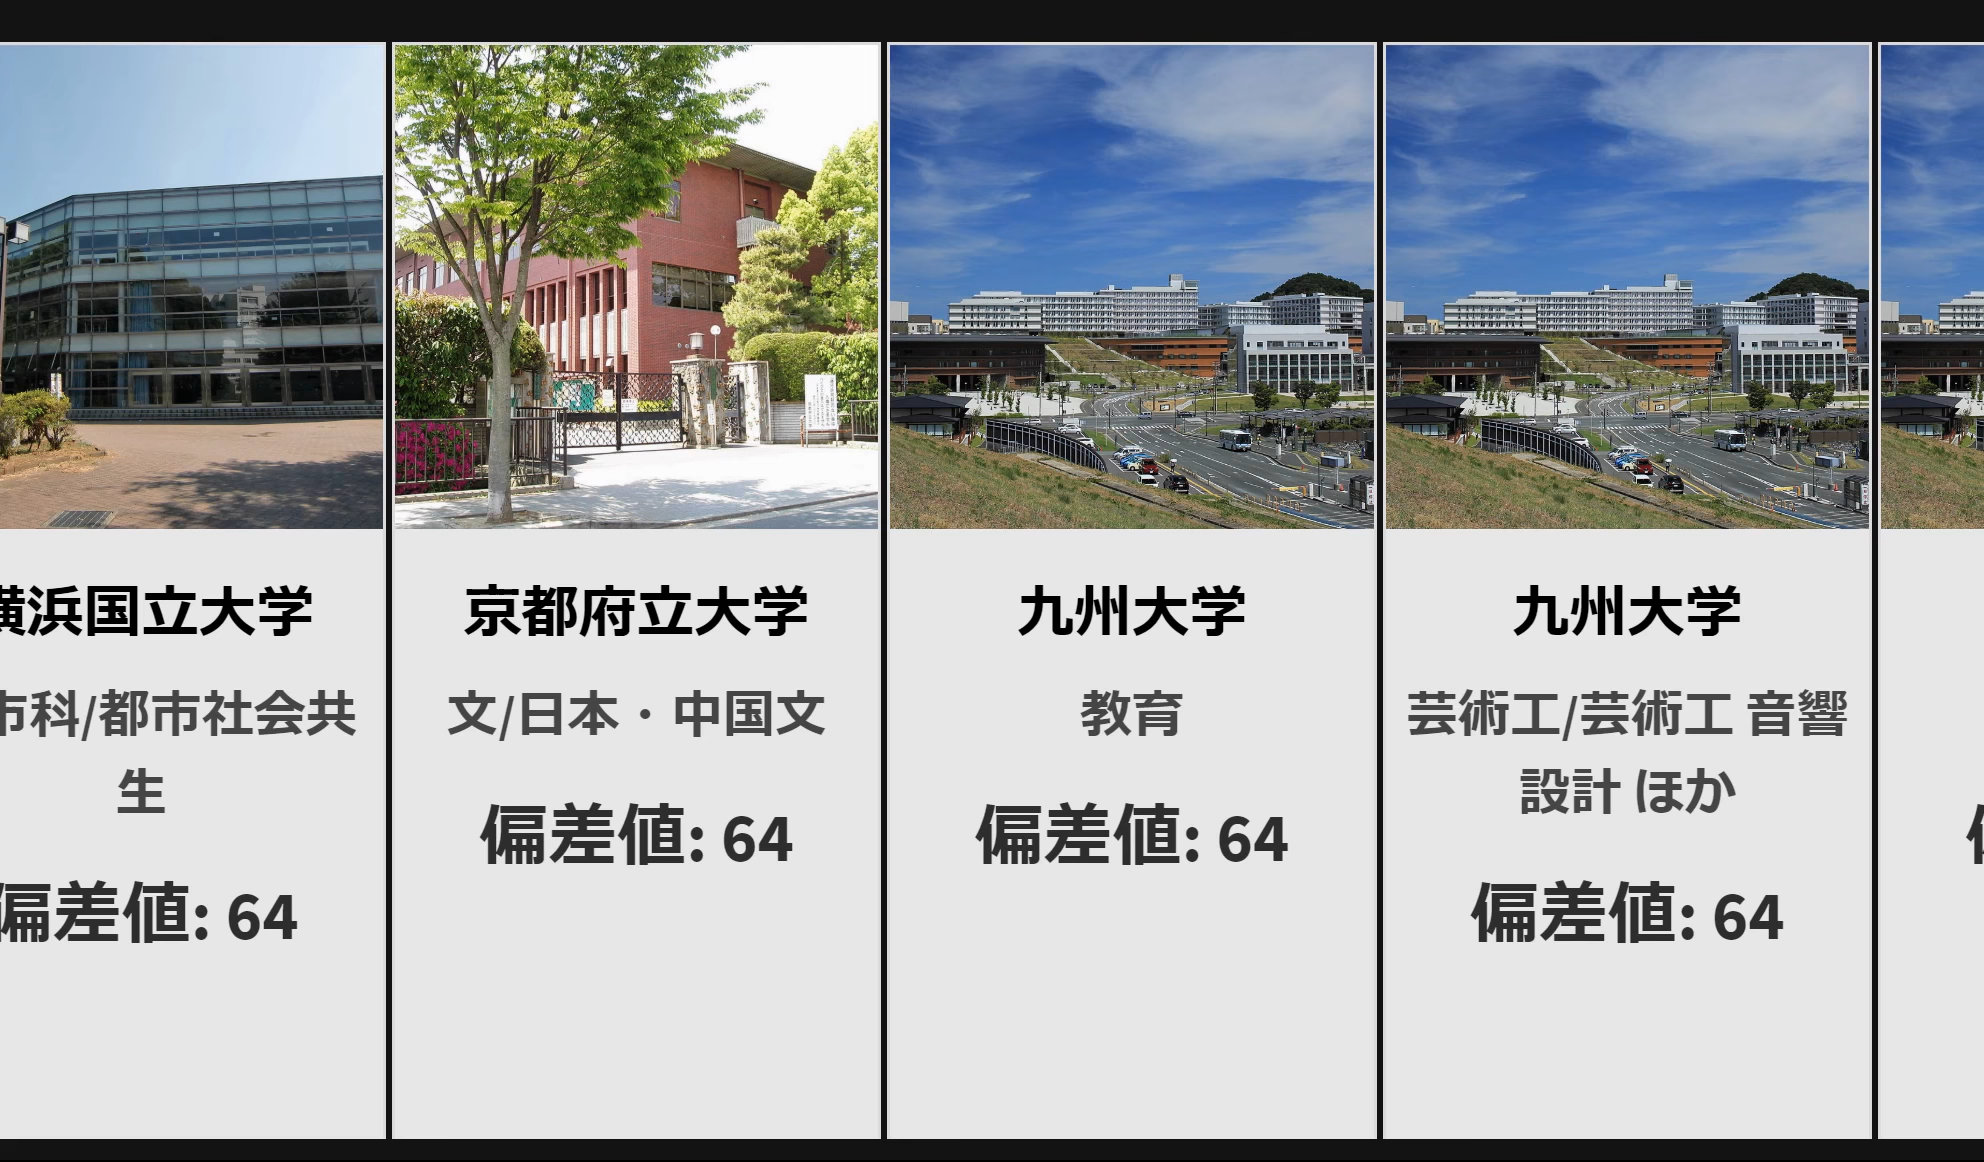 横浜国立大学
市科/都市社会共
生
偏差値: 64
京都府立大学
文/日本・中国文
偏差値: 64
九州大学
教育
偏差値: 64
九州大学
芸術工/芸術工 音響
設計 ほか
偏差値: 64